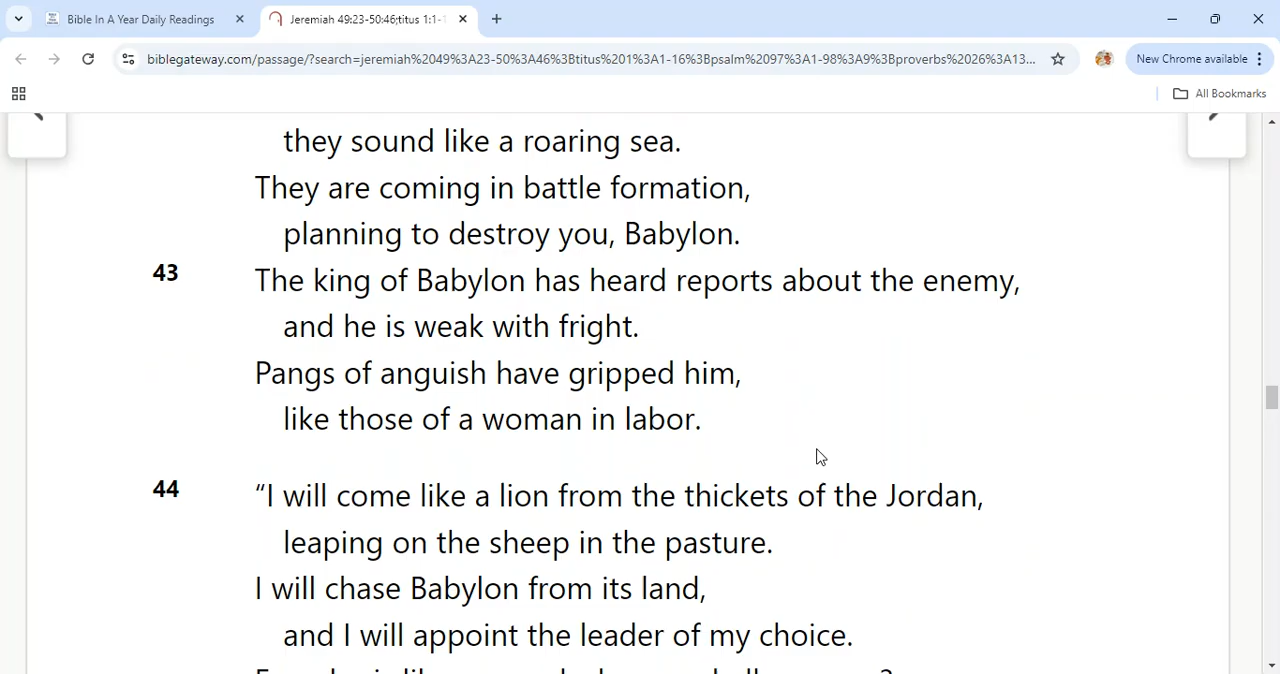 Bible In A Year Daily Readings
Jeremiah 49:23-50:46;titus 1:1-1
biblegateway.com/passage/?search=jeremiah%2049%3A23-50%3A46%3Btitus%201%3A1-16%3Bpsalm%2097%3A1-98%3A9%3Bproverbs%2026%3A13...
New Chrome available
All Bookmarks
they sound like a roaring sea.
They are coming in battle formation,
planning to destroy you, Babylon.
43 The king of Babylon has heard reports about the enemy,
and he is weak with fright.
Pangs of anguish have gripped him,
like those of a woman in labor.
44 “I will come like a lion from the thickets of the Jordan,
leaping on the sheep in the pasture.
I will chase Babylon from its land,
and I will appoint the leader of my choice.